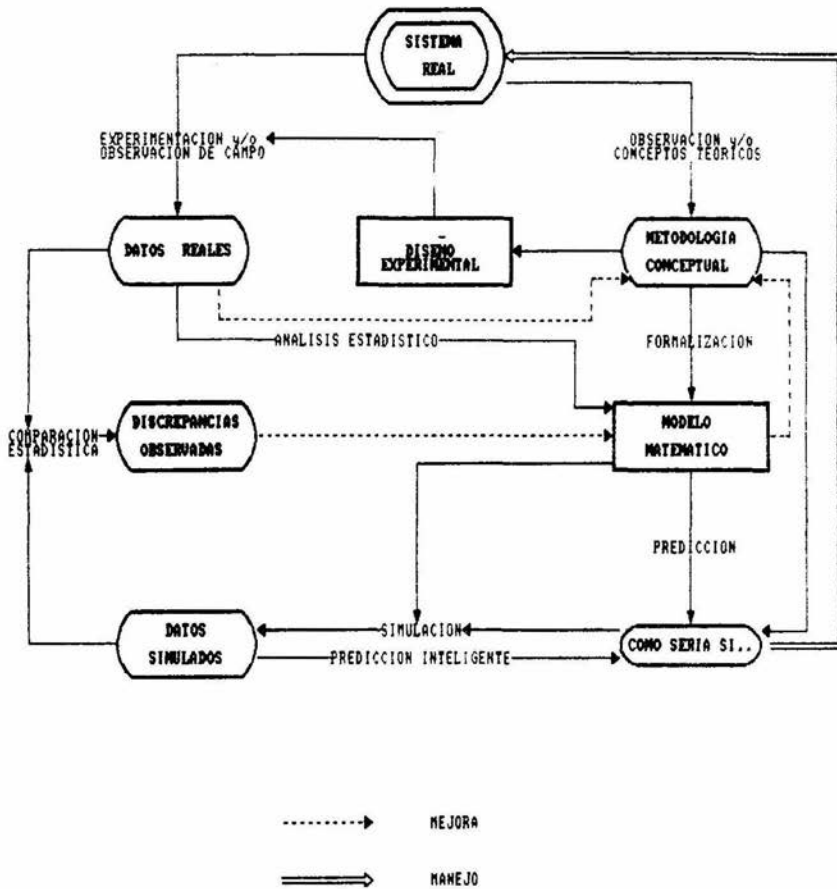 SISTEMA
REAL
EXPERIMENTACION y/o
OBSERVACION DE CAMPO
OBSERVACION y/o
CONCEPTOS TEORICOS
DATOS REALES
DISEÑO
EXPERIMENTAL
METODOLOGIA
CONCEPTUAL
ANALISIS ESTADISTICO
FORMALIZACION
COMPARACION
ESTADISTICA
DISCREPANCIAS
OBSERVADAS
MODELO
MATEMATICO
PREDICCION
DATOS
SIMULADOS
SIMULACION
PREDICCION INTELIGENTE
COMO SERIA SI..
MEJORA
MANEJO